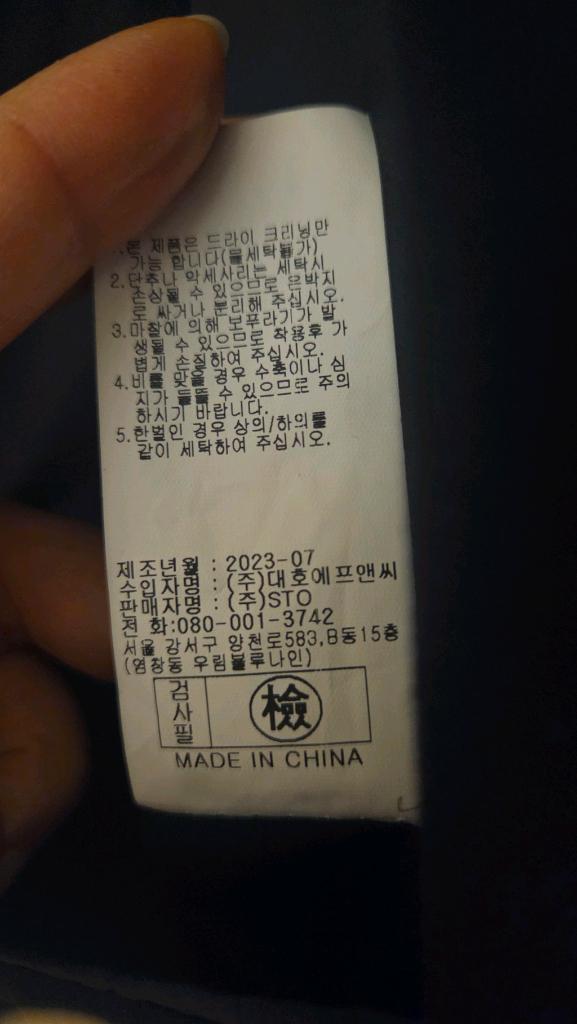 1.본 제품은 드라이 크리닝만
가능 합니다(물세탁불가)
2.단추나 악세사리는 세탁시
손상될 수 있으므로 은박지
로 싸거나 분리해 주십시오.
3.마찰에 의해 보푸라기가 발
생될 수 있으므로 착용후 가
볍게 손질하여 주십시오.
4.비를 맞을 경우 수축이나 심
지가 들뜰 수 있으므로 주의
하시기 바랍니다.
5.한벌인 경우 상의/하의를
같이 세탁하여 주십시오.
제조년월 : 2023-07
수입자명 : (주)대호에프앤씨
판매자명 : (주)STO
전 화:080-001-3742
서울 강서구 양천로583,B동15층
(염창동 우림블루나인)
검사필 檢
MADE IN CHINA